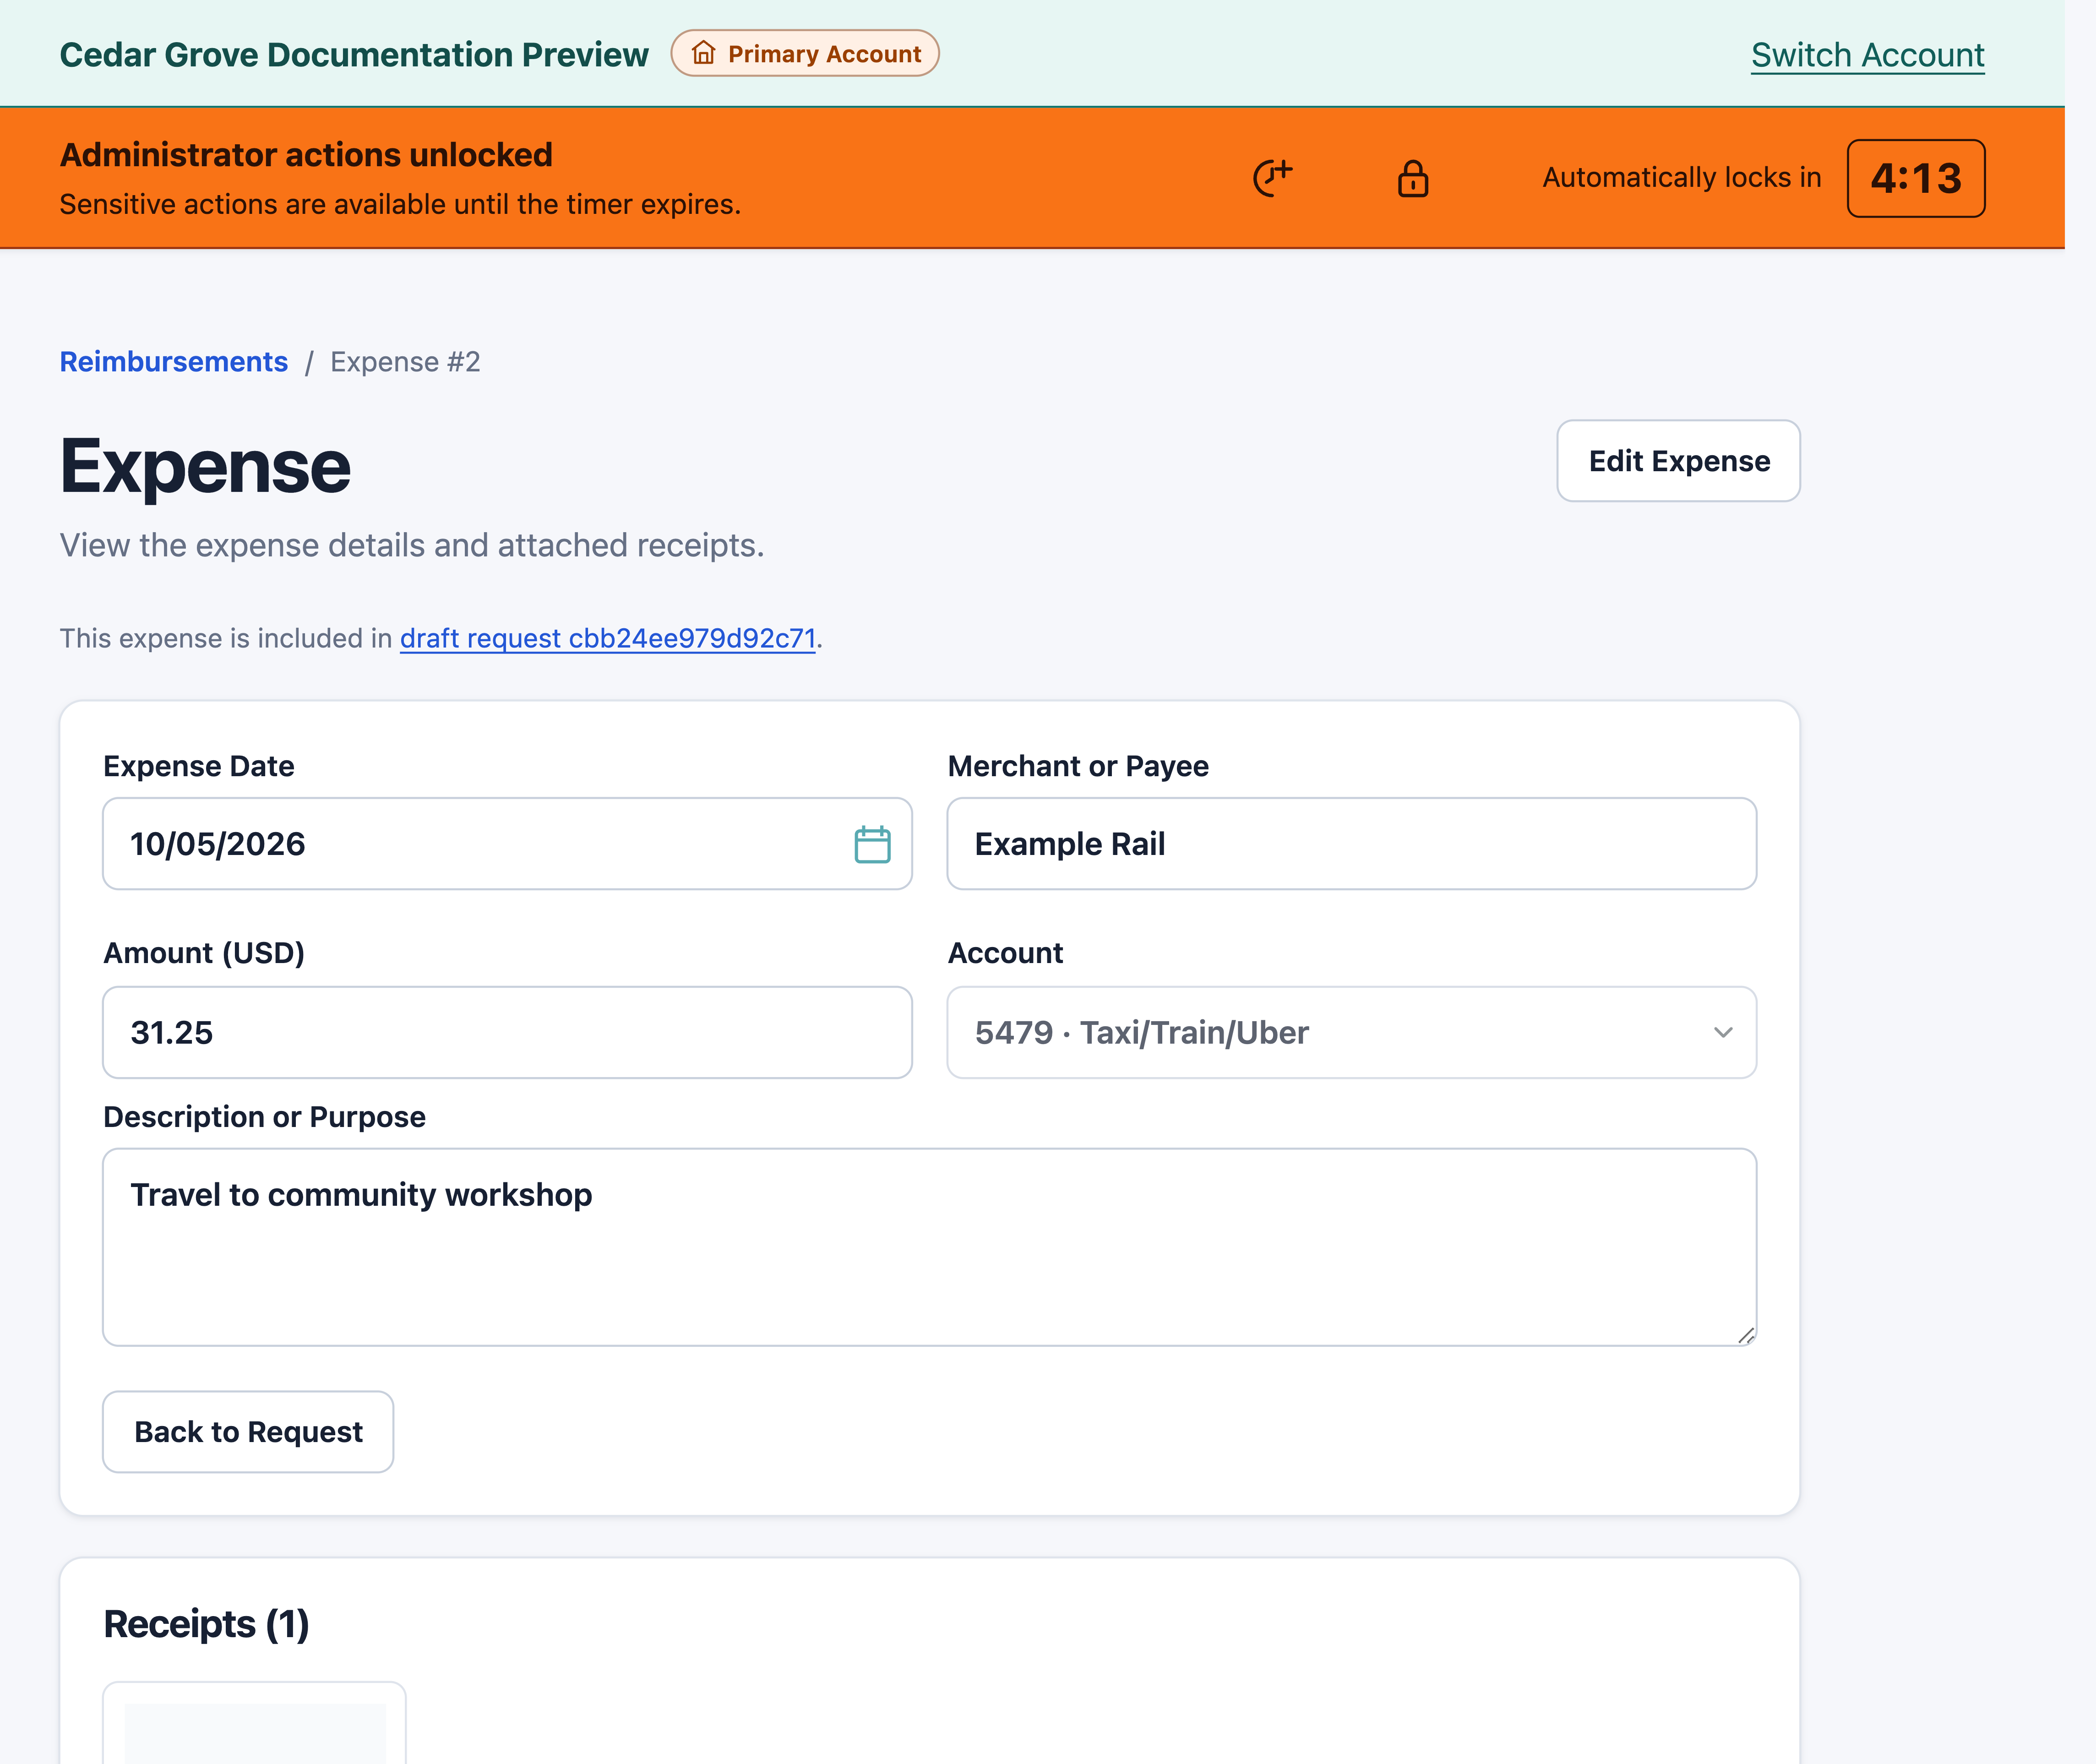 Cedar Grove Documentation Preview
Primary Account
Switch Account
Administrator actions unlocked
Sensitive actions are available until the timer expires.
Automatically locks in
4:13
Reimbursements / Expense #2
Expense
Edit Expense
View the expense details and attached receipts.
This expense is included in draft request cbb24ee979d92c71.
Expense Date
10/05/2026
Merchant or Payee
Example Rail
Amount (USD)
31.25
Account
5479 · Taxi/Train/Uber
Description or Purpose
Travel to community workshop
Back to Request
Receipts (1)